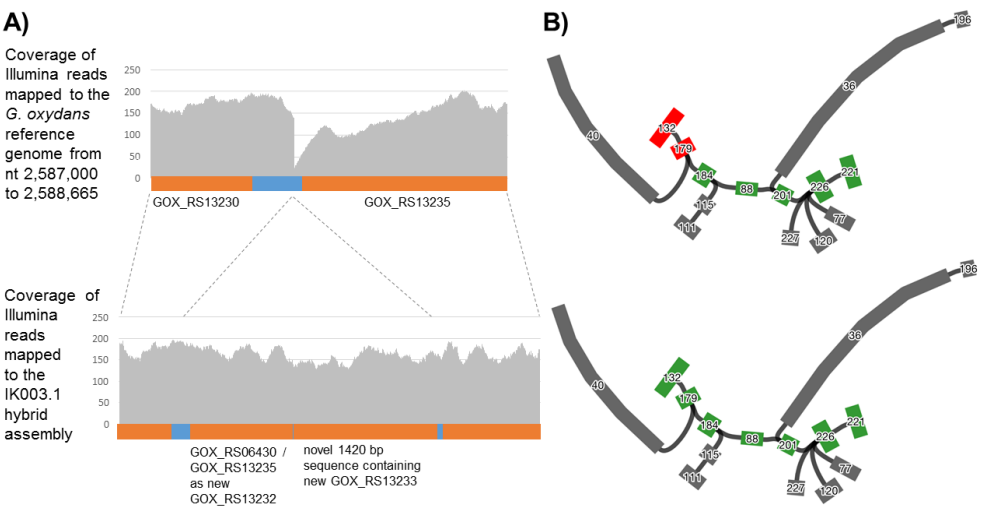 A)
Coverage of
Illumina reads
mapped to the
G. oxydans
reference
genome from
nt 2,587,000
to 2,588,665
250
200
150
100
50
0
GOX_RS13230
GOX_RS13235
Coverage of
Illumina
reads
mapped
to the
IK003.1
hybrid
assembly
250
200
150
100
50
0
GOX_RS06430 /
GOX_RS13235
as new
GOX_RS13232
novel 1420 bp
sequence containing
new GOX_RS13233
B)
196
36
40
132
179
184
88
201
226
221
115
111
77
227
120
196
36
40
132
179
184
88
201
226
221
115
111
77
227
120